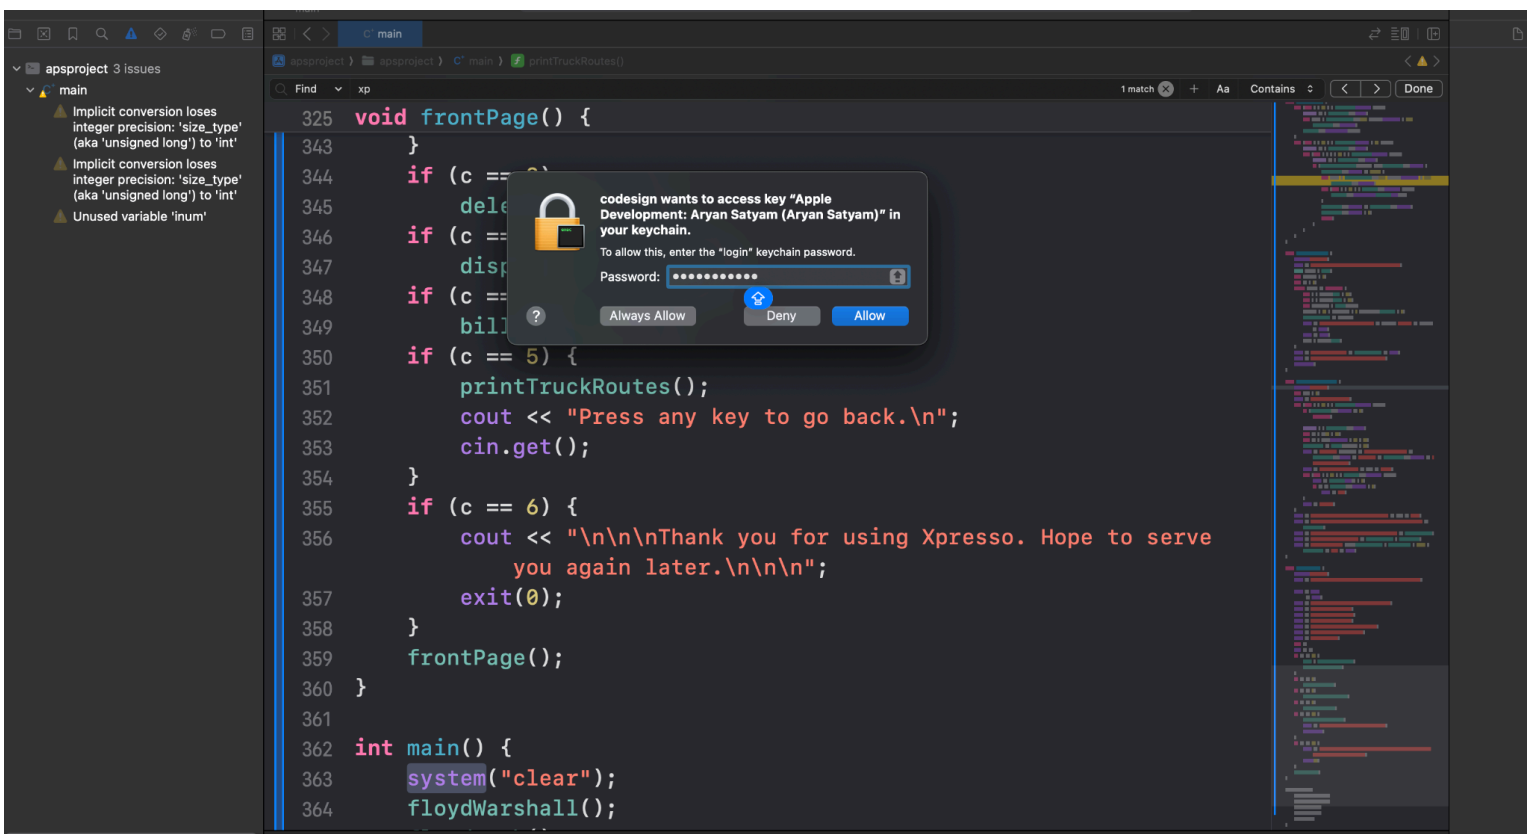 main
apsproject > apsproject > main > printTruckRoutes()
Find xp 1 match Aa Contains Done
apsproject 3 issues
main
Implicit conversion loses
integer precision: 'size_type'
(aka 'unsigned long') to 'int'
Implicit conversion loses
integer precision: 'size_type'
(aka 'unsigned long') to 'int'
Unused variable 'inum'
325 void frontPage() {
343 }
344 if (c ==
345 dele
346 if (c ==
347 disp
348 if (c ==
349 bill
350 if (c == 5) {
351 printTruckRoutes();
352 cout << "Press any key to go back.\n";
353 cin.get();
354 }
355 if (c == 6) {
356 cout << "\n\n\nThank you for using Xpresso. Hope to serve
you again later.\n\n\n";
357 exit(0);
358 }
359 frontPage();
360 }
361
362 int main() {
363 system("clear");
364 floydWarshall();
codesign wants to access key “Apple
Development: Aryan Satyam (Aryan Satyam)” in
your keychain.
To allow this, enter the “login” keychain password.
Password: ●●●●●●●●●●●
? Always Allow Deny Allow